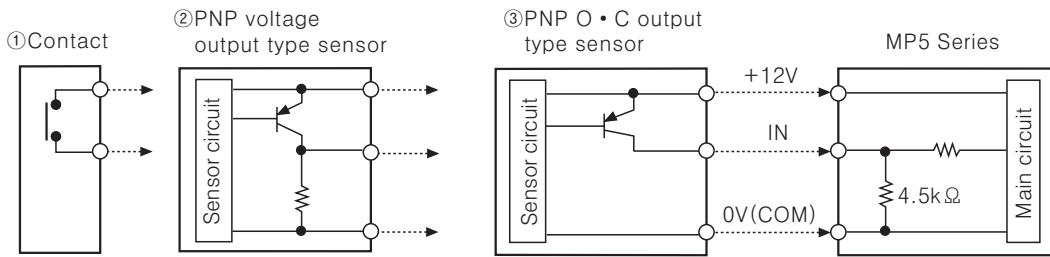 ①Contact
②PNP voltage
output type sensor
③PNP O • C output
type sensor
MP5 Series
Sensor circuit
Sensor circuit
+12V
IN
0V(COM)
4.5kΩ
Main circuit